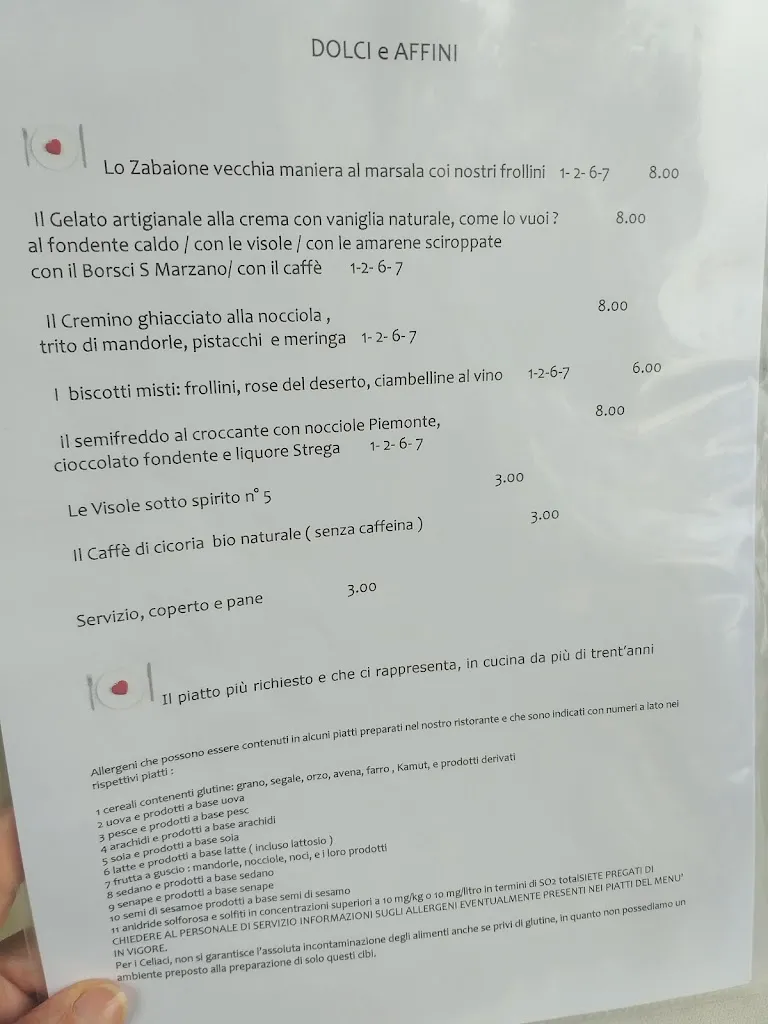 DOLCI e AFFINI
Lo Zabaione vecchia maniera al marsala coi nostri frollini 1- 2- 6-7 8.00
Il Gelato artigianale alla crema con vaniglia naturale, come lo vuoi ? 8.00
al fondente caldo / con le visole / con le amarene sciroppate
con il Borsci S Marzano/ con il caffè 1-2- 6- 7
Il Cremino ghiacciato alla nocciola , 8.00
trito di mandorle, pistacchi e meringa 1- 2- 6- 7
I biscotti misti: frollini, rose del deserto, ciambelline al vino 1-2-6-7 6.00
il semifreddo al croccante con nocciole Piemonte, 8.00
cioccolato fondente e liquore Strega 1- 2- 6- 7
Le Visole sotto spirito n° 5 3.00
Il Caffè di cicoria bio naturale ( senza caffeina ) 3.00
Servizio, coperto e pane 3.00
Il piatto più richiesto e che ci rappresenta, in cucina da più di trent'anni
Allergeni che possono essere contenuti in alcuni piatti preparati nel nostro ristorante e che sono indicati con numeri a lato nei
rispettivi piatti :
1 cereali contenenti glutine: grano, segale, orzo, avena, farro , Kamut, e prodotti derivati
2 uova e prodotti a base uova
3 pesce e prodotti a base pesc
4 arachidi e prodotti a base arachidi
5 soia e prodotti a base soia
6 latte e prodotti a base latte ( incluso lattosio )
7 frutta a guscio : mandorle, nocciole, noci, e i loro prodotti
8 sedano e prodotti a base sedano
9 senape e prodotti a base senape
10 semi di sesamoe prodotti a base semi di sesamo
11 anidride solforosa e solfiti in concentrazioni superiori a 10 mg/kg o 10 mg/litro in termini di SO2 totalSIETE PREGATI DI
CHIEDERE AL PERSONALE DI SERVIZIO INFORMAZIONI SUGLI ALLERGENI EVENTUALMENTE PRESENTI NEI PIATTI DEL MENU'
IN VIGORE.
Per i Celiaci, non si garantisce l'assoluta incontaminazione degli alimenti anche se privi di glutine, in quanto non possediamo un
ambiente preposto alla preparazione di solo questi cibi.